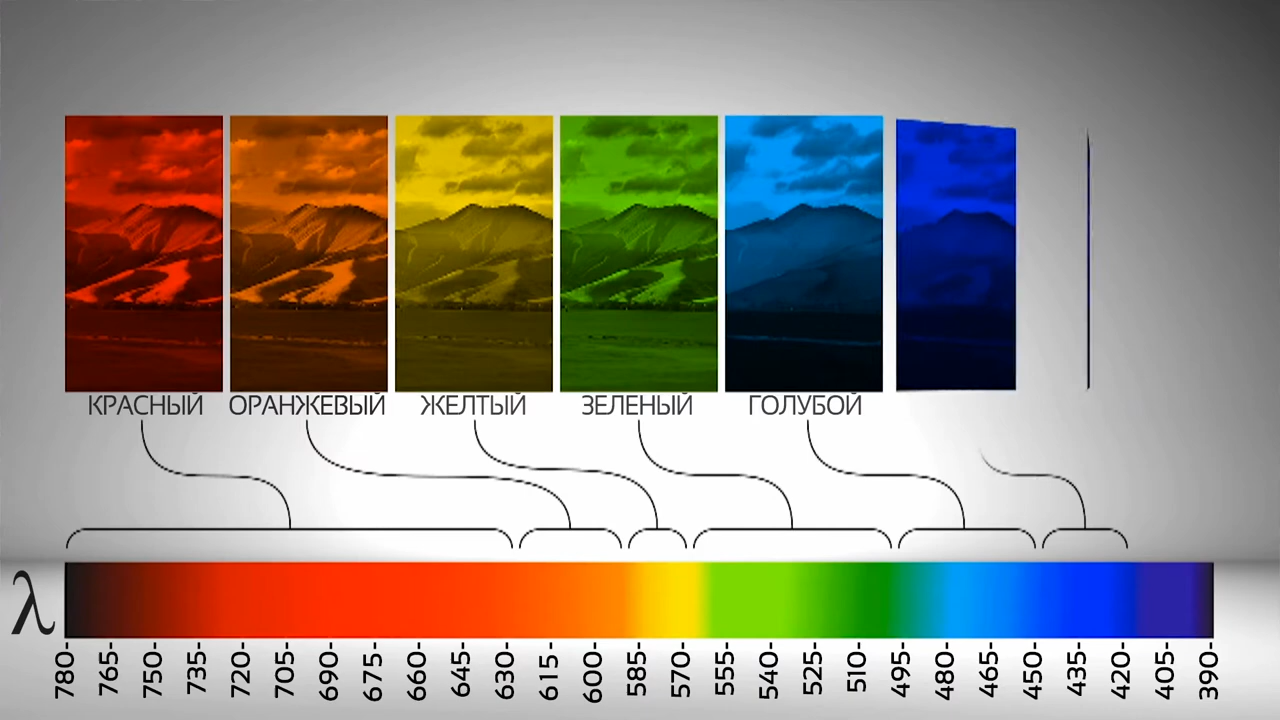 КРАСНЫЙ ОРАНЖЕВЫЙ ЖЕЛТЫЙ ЗЕЛЕНЫЙ ГОЛУБОЙ
λ
780- 765- 750- 735- 720- 705- 690- 675- 660- 645- 630- 615- 600- 585- 570- 555- 540- 525- 510- 495- 480- 465- 450- 435- 420- 405- 390-